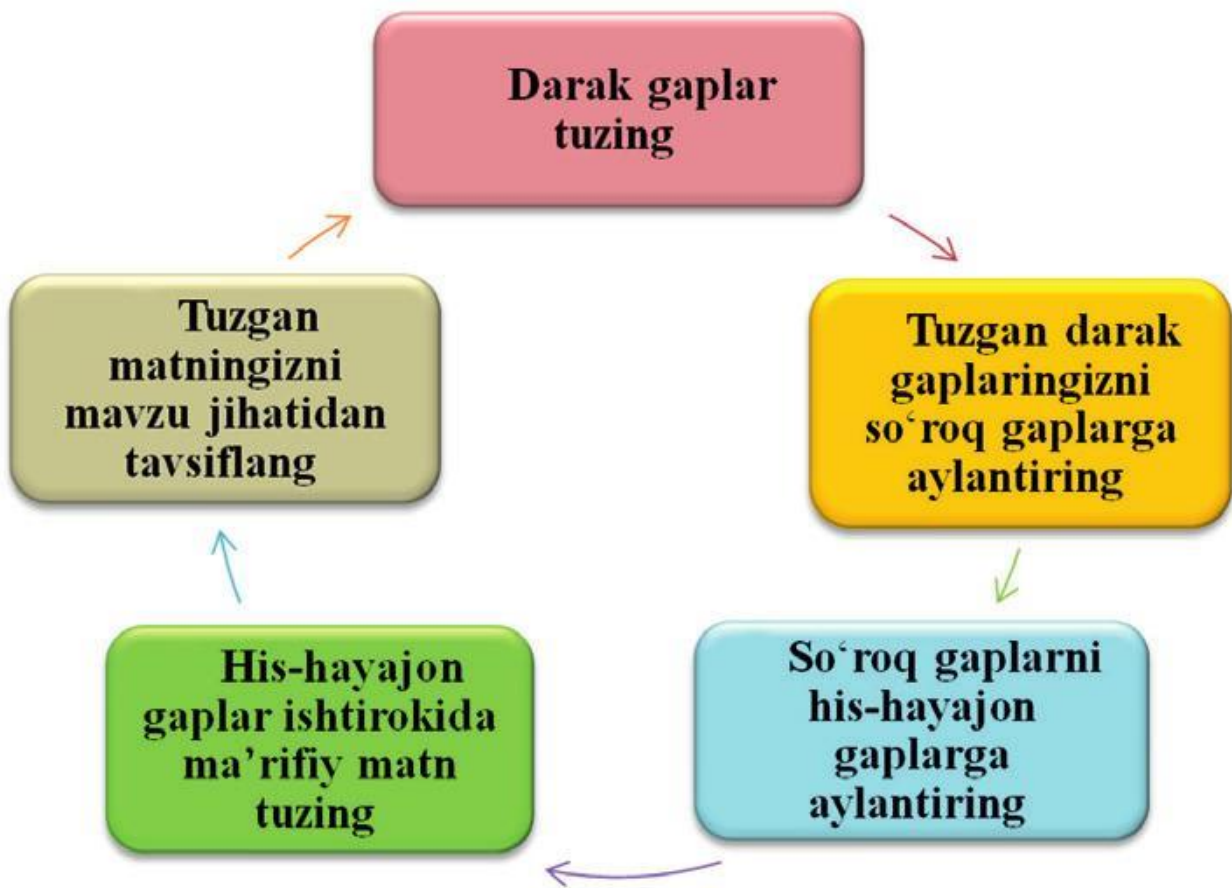 Darak gaplar
tuzing
Tuzgan darak
gaplaringizni
so‘roq gaplarga
aylantiring
So‘roq gaplarni
his-hayajon
gaplarga
aylantiring
His-hayajon
gaplar ishtirokida
ma’rifiy matn
tuzing
Tuzgan
matningizni
mavzu jihatidan
tavsiflang